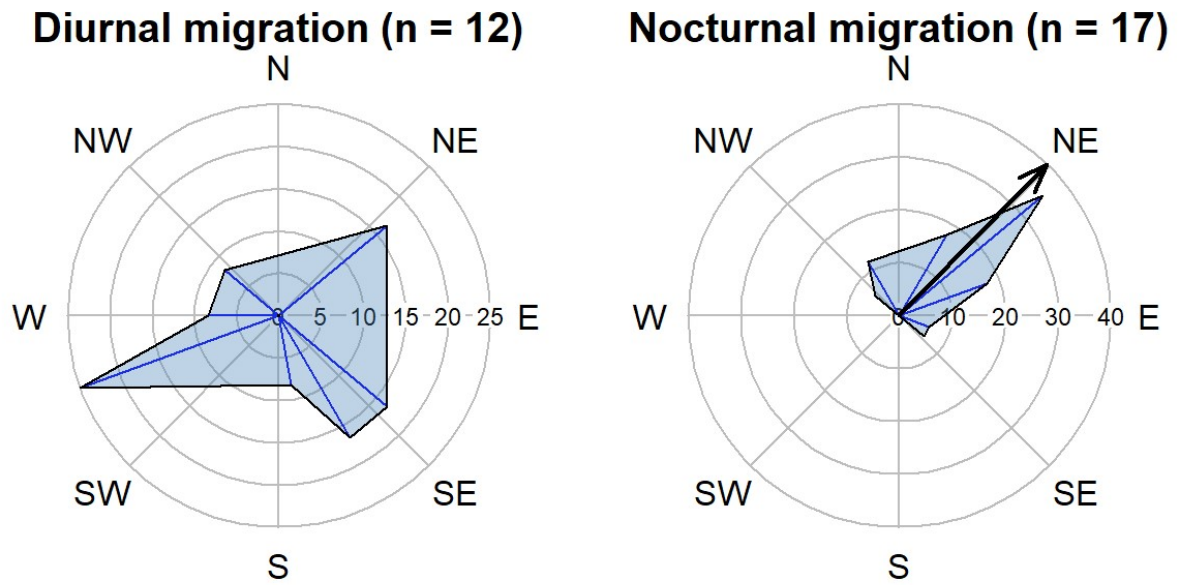 Diurnal migration (n = 12)
N
NW
NE
W
0 5 10 15 20 25
E
SW
SE
S
Nocturnal migration (n = 17)
N
NW
NE
W
0 10 20 30 40
E
SW
SE
S